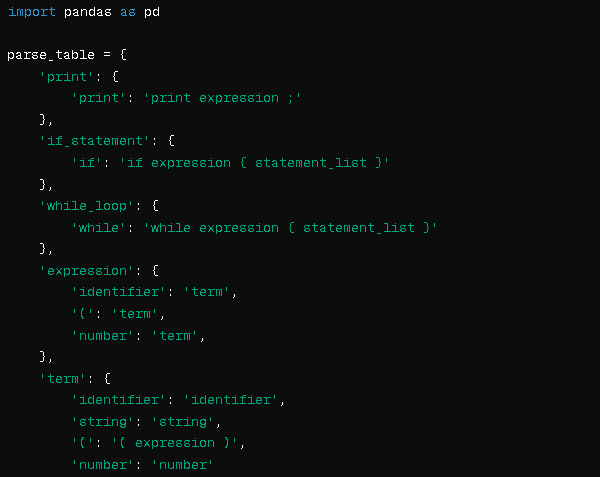 import pandas as pd
parse_table = {
'print': {
'print': 'print expression ;'
},
'if_statement': {
'if': 'if expression { statement_list }'
},
'while_loop': {
'while': 'while expression { statement_list }'
},
'expression': {
'identifier': 'term',
'(': 'term',
'number': 'term',
},
'term': {
'identifier': 'identifier',
'string': 'string',
'(': '( expression )',
'number': 'number'